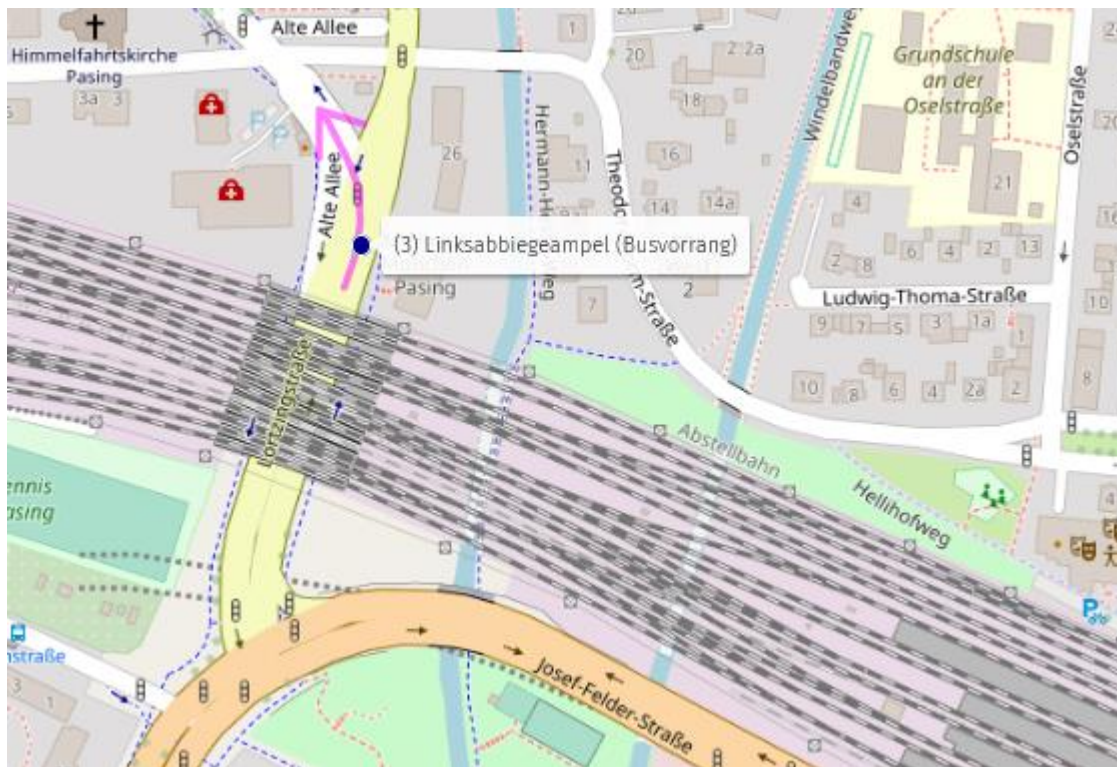 Alte Allee
Himmelfahrtskirche
Pasing
3a
3
1
20
2
2a
18
26
11
16
14
14a
Hermann-He
eg
Theodo
m-Straße
7
2
Alte Allee
(3) Linksabbiegeampel (Busvorrang)
Pasing
Lortzingstraße
Windelbandweg
Grundschule
an der
Oselstraße
21
Oselstraße
4
6
4
2
13
2
8
Ludwig-Thoma-Straße
9
7
5
3
1a
1
10
8
6
4
2a
2
10
8
Abstellbahn
Hellihofweg
ennis
asing
nstraße
3
1
Josef-Felder-Straße
P